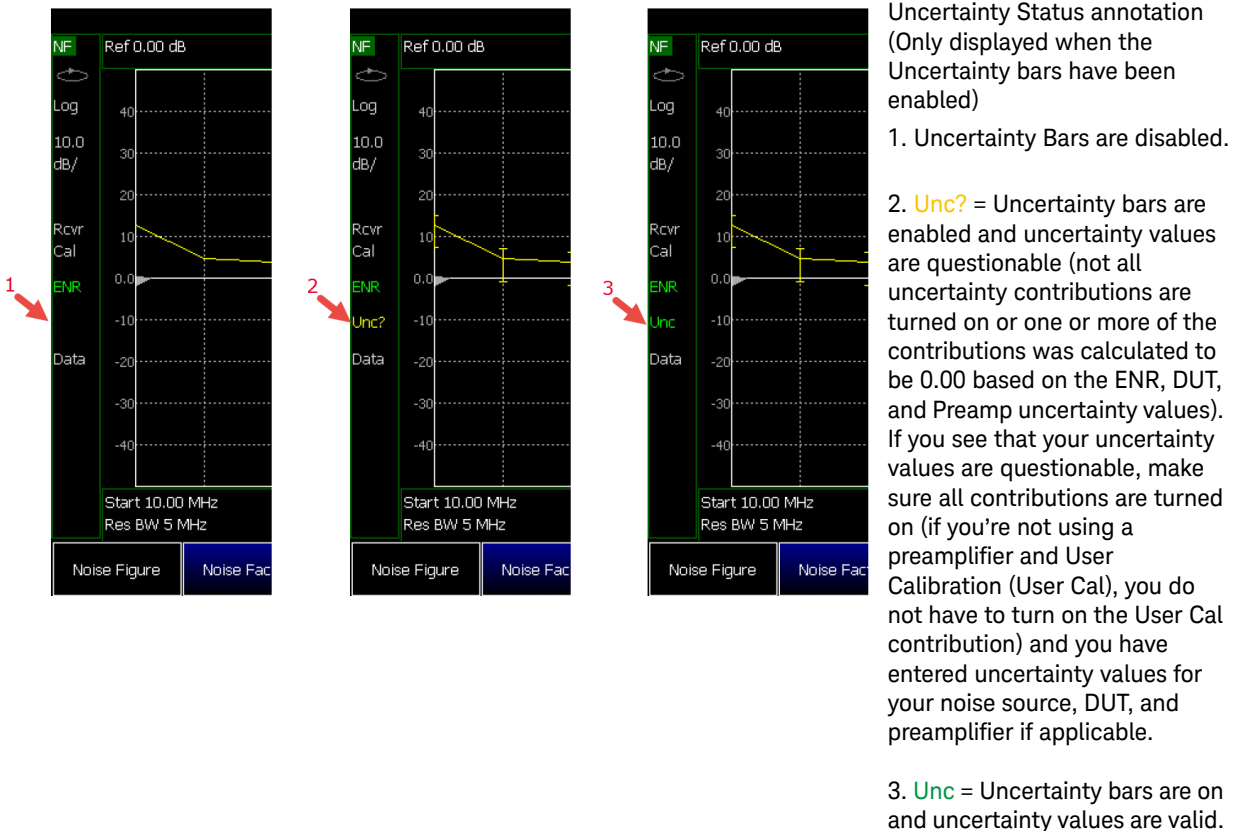 Uncertainty Status annotation
(Only displayed when the
Uncertainty bars have been
enabled)
1. Uncertainty Bars are disabled.
2. Unc? = Uncertainty bars are
enabled and uncertainty values
are questionable (not all
uncertainty contributions are
turned on or one or more of the
contributions was calculated to
be 0.00 based on the ENR, DUT,
and Preamp uncertainty values).
If you see that your uncertainty
values are questionable, make
sure all contributions are turned
on (if you’re not using a
preamplifier and User
Calibration (User Cal), you do
not have to turn on the User Cal
contribution) and you have
entered uncertainty values for
your noise source, DUT, and
preamplifier if applicable.
3. Unc = Uncertainty bars are on
and uncertainty values are valid.
1
NF
Ref 0.00 dB
Log
10.0
dB/
Rcvr
Cal
ENR
Data
40
30
20
10
0.0
-10
-20
-30
-40
Start 10.00 MHz
Res BW 5 MHz
Noise Figure
Noise Fac
2
NF
Ref 0.00 dB
Log
10.0
dB/
Rcvr
Cal
ENR
Unc?
Data
40
30
20
10
0.0
-10
-20
-30
-40
Start 10.00 MHz
Res BW 5 MHz
Noise Figure
Noise Fac
3
NF
Ref 0.00 dB
Log
10.0
dB/
Rcvr
Cal
ENR
Unc
Data
40
30
20
10
0.0
-10
-20
-30
-40
Start 10.00 MHz
Res BW 5 MHz
Noise Figure
Noise Fact